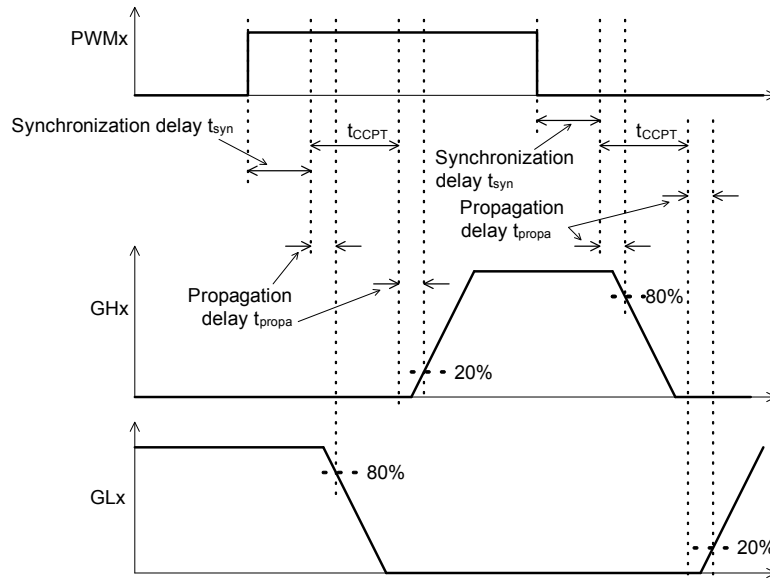 PWMx
Synchronization delay tsyn
tCCPT
Synchronization
delay tsyn
tCCPT
Propagation
delay tpropa
Propagation
delay tpropa
GHx
80%
20%
GLx
80%
20%